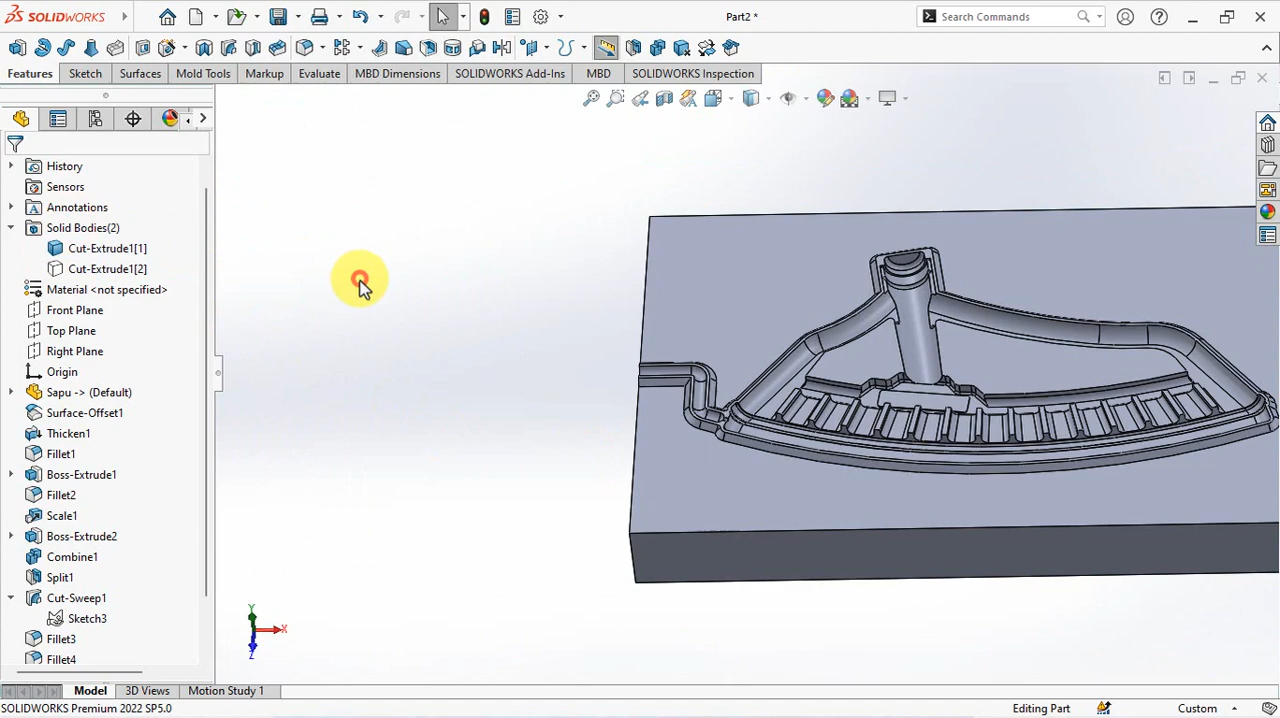 SOLIDWORKS
Part2 *
Search Commands
Features
Sketch
Surfaces
Mold Tools
Markup
Evaluate
MBD Dimensions
SOLIDWORKS Add-Ins
MBD
SOLIDWORKS Inspection
History
Sensors
Annotations
Solid Bodies(2)
Cut-Extrude1[1]
Cut-Extrude1[2]
Material <not specified>
Front Plane
Top Plane
Right Plane
Origin
Sapu -> (Default)
Surface-Offset1
Thicken1
Fillet1
Boss-Extrude1
Fillet2
Scale1
Boss-Extrude2
Combine1
Split1
Cut-Sweep1
Sketch3
Fillet3
Fillet4
Y
X
Z
Model
3D Views
Motion Study 1
SOLIDWORKS Premium 2022 SP5.0
Editing Part
Custom